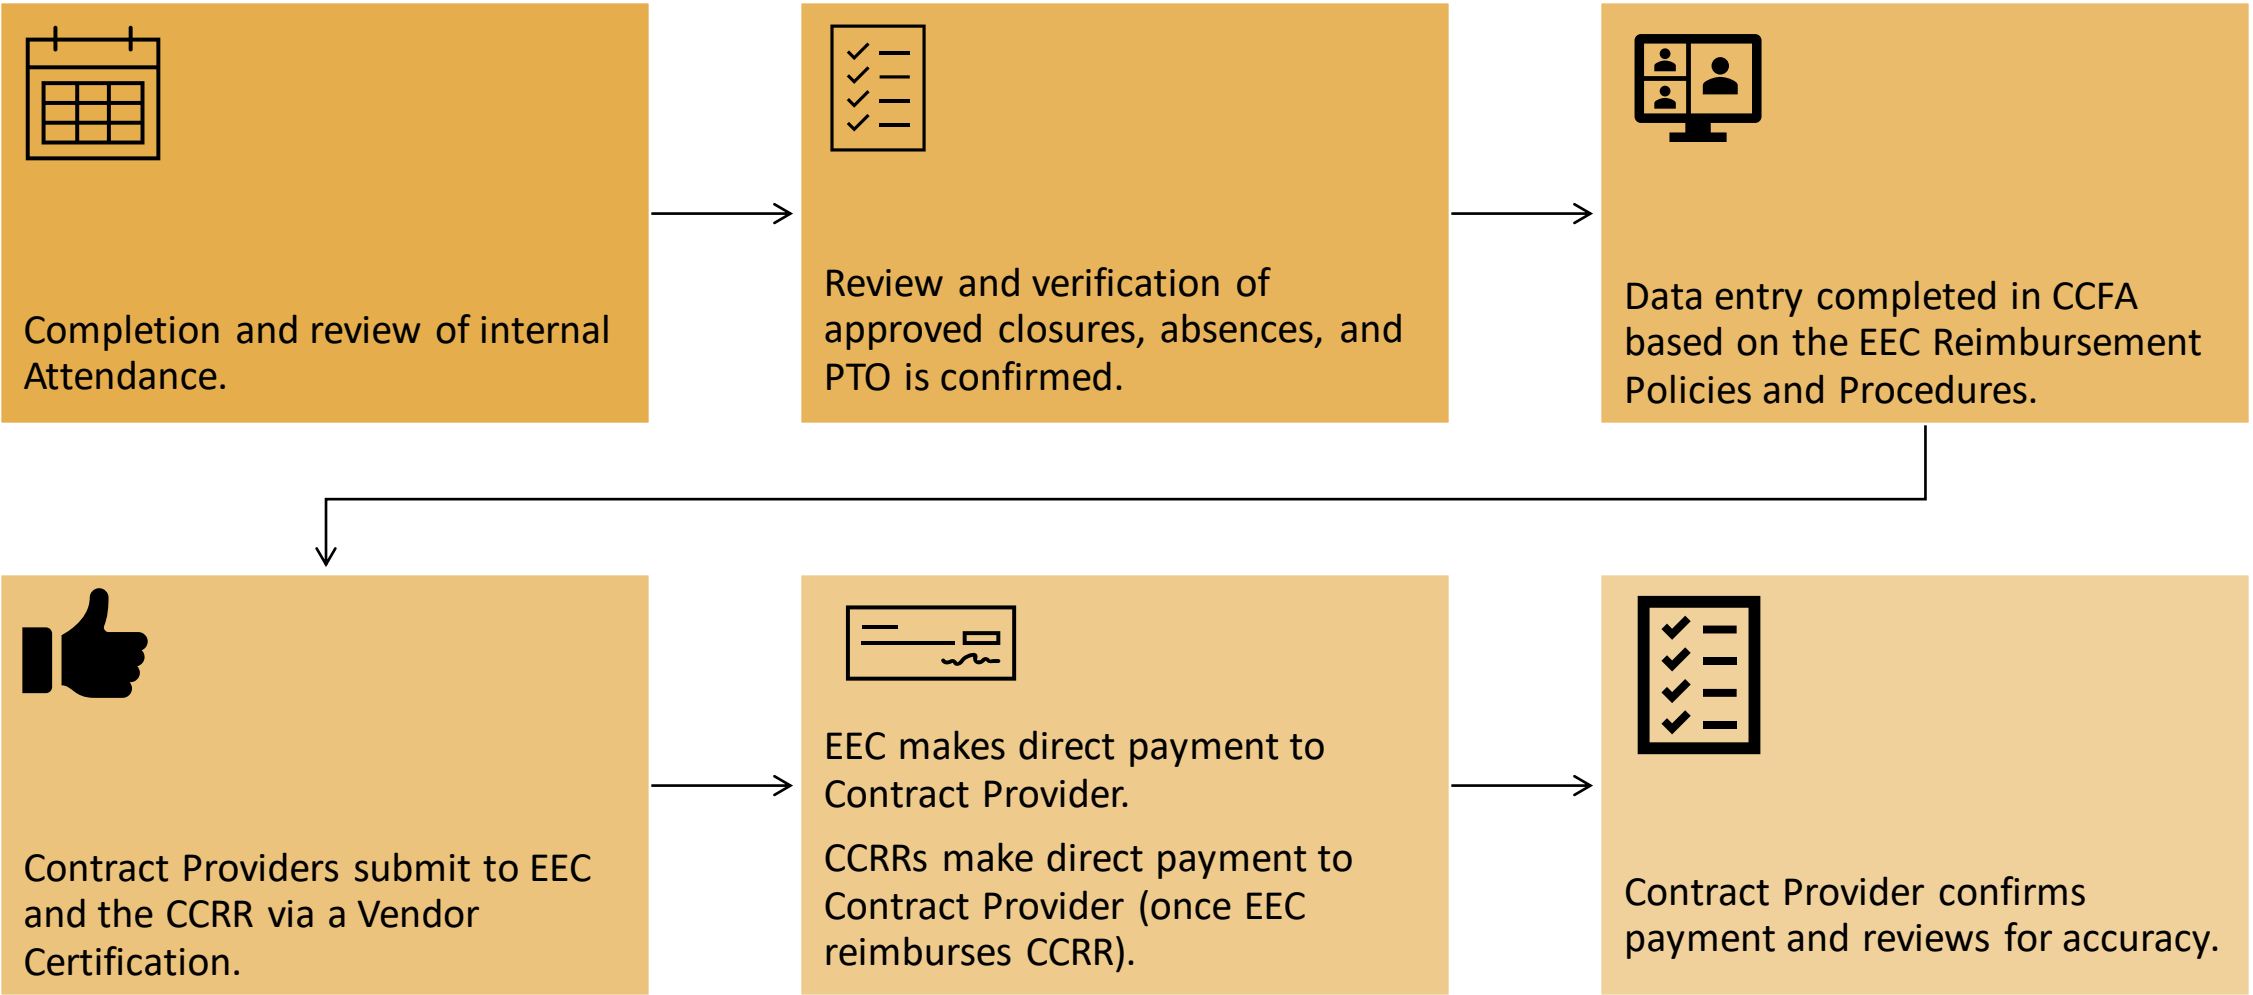 Completion and review of internal
Attendance.
Review and verification of
approved closures, absences, and
PTO is confirmed.
Data entry completed in CCFA
based on the EEC Reimbursement
Policies and Procedures.
Contract Providers submit to EEC
and the CCRR via a Vendor
Certification.
EEC makes direct payment to
Contract Provider.
CCRRs make direct payment to
Contract Provider (once EEC
reimburses CCRR).
Contract Provider confirms
payment and reviews for accuracy.